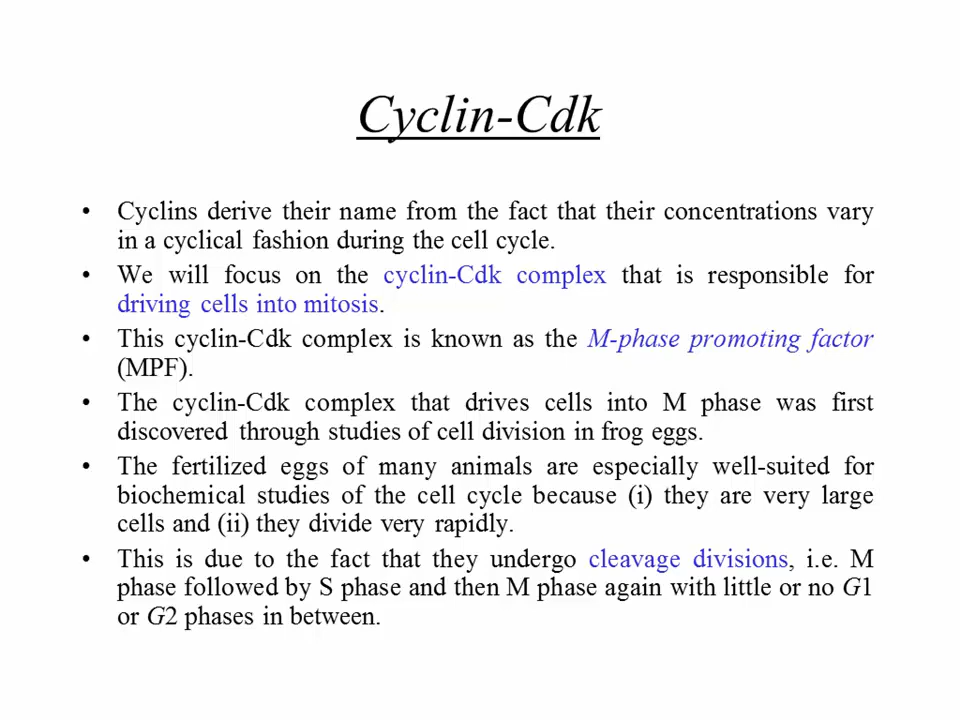 Cyclin-Cdk
• Cyclins derive their name from the fact that their concentrations vary
in a cyclical fashion during the cell cycle.
• We will focus on the cyclin-Cdk complex that is responsible for
driving cells into mitosis.
• This cyclin-Cdk complex is known as the M-phase promoting factor
(MPF).
• The cyclin-Cdk complex that drives cells into M phase was first
discovered through studies of cell division in frog eggs.
• The fertilized eggs of many animals are especially well-suited for
biochemical studies of the cell cycle because (i) they are very large
cells and (ii) they divide very rapidly.
• This is due to the fact that they undergo cleavage divisions, i.e. M
phase followed by S phase and then M phase again with little or no G1
or G2 phases in between.